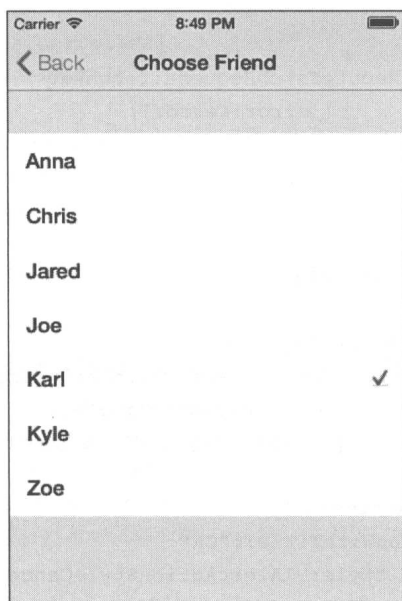 Carrier 8:49 PM
Back Choose Friend
Anna
Chris
Jared
Joe
Karl
Kyle
Zoe